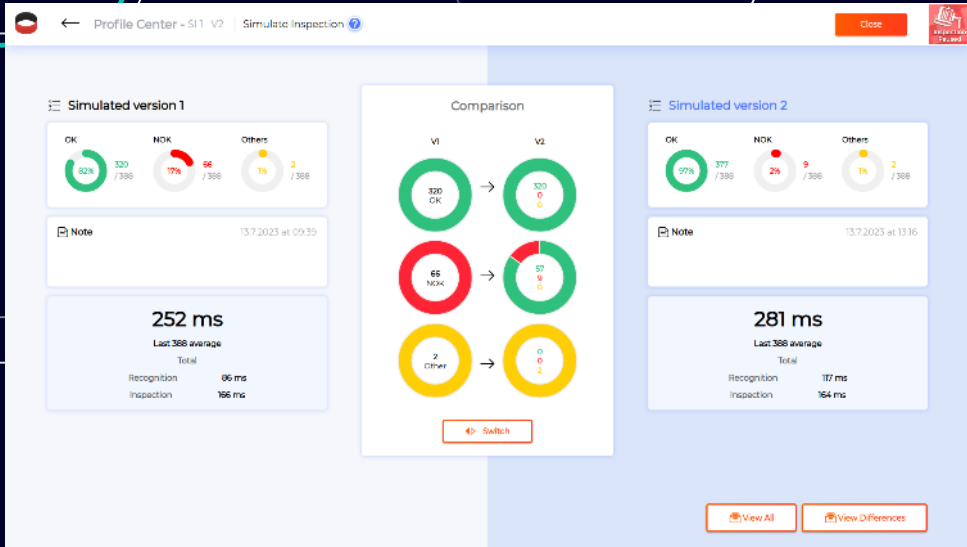 Profile Center - SI 1 V2 Simulate Inspection ?
Close
Inspection
Paused
Simulated version 1
OK NOK Others
82% 320 /388 17% 66 /388 1% 2 /388
Note 13.7.2023 at 09:39
252 ms
Last 388 average
Total
Recognition 86 ms
Inspection 166 ms
Comparison
V1 V2
320 OK → 320 0 0
66 NOK → 57 9 0
2 Other → 0 0 2
Switch
Simulated version 2
OK NOK Others
97% 377 /388 2% 9 /388 1% 2 /388
Note 13.7.2023 at 13:16
281 ms
Last 388 average
Total
Recognition 117 ms
Inspection 164 ms
View All View Differences